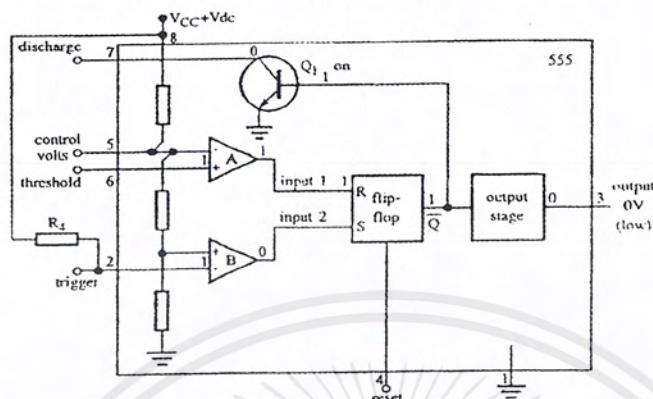 VCC+Vdc
8
discharge
7
0
Q1 on
1
555
control
volts
5
-
A
1
threshold
6
1
+
input 1
1
R
flip-
flop
1
Q̅
output
stage
0
3
output
0V
(low)
input 2
S
R4
+
B
0
2
1
-
trigger
4
reset
1